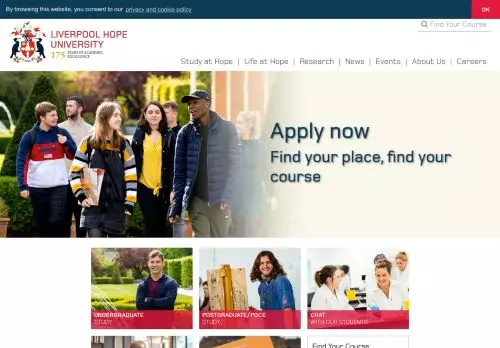 By browsing this website, you consent to our privacy and cookie policy
OK
LIVERPOOL HOPE
UNIVERSITY
175 YEARS OF ACADEMIC
EXCELLENCE
Find Your Course
Study at Hope | Life at Hope | Research | News | Events | About Us | Careers
Apply now
Find your place, find your
course
UNDERGRADUATE
STUDY
POSTGRADUATE/PGCE
STUDY
CHAT
WITH OUR STUDENTS
Find Your Course